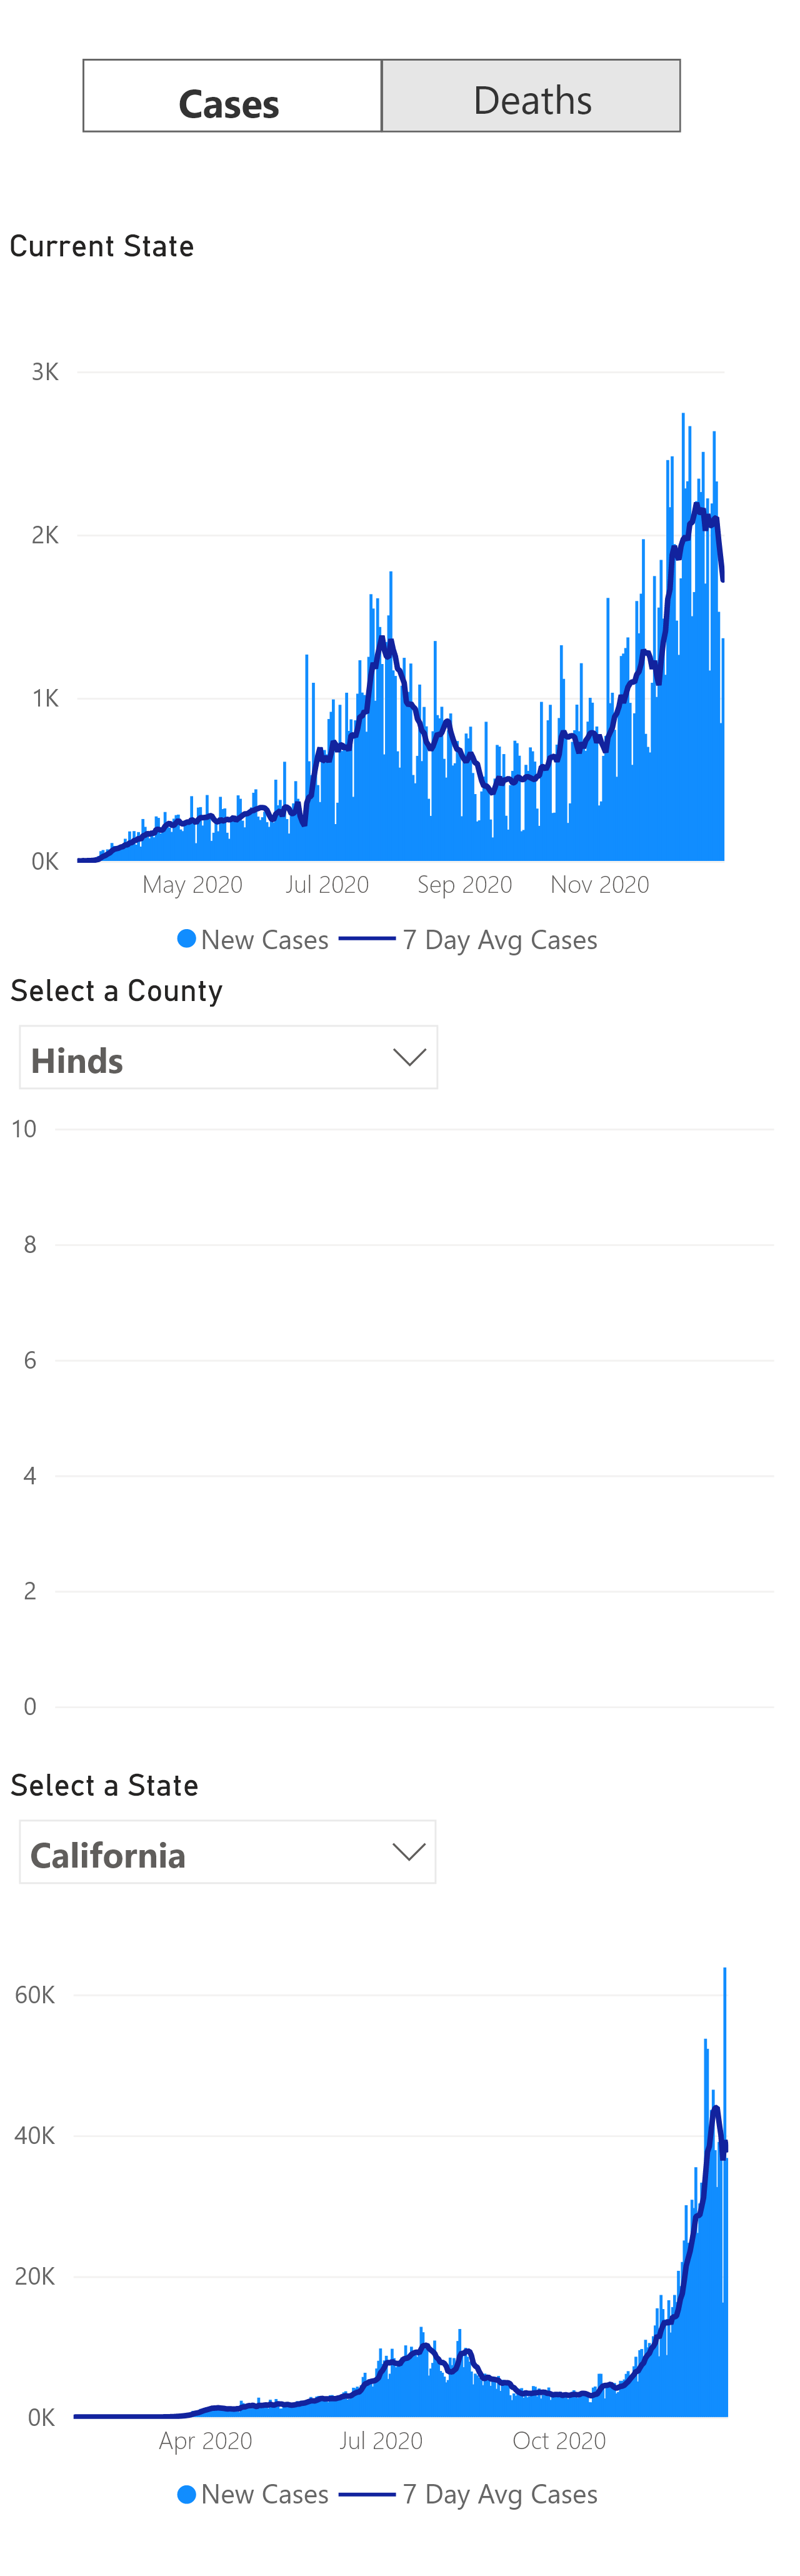 Cases Deaths
Current State
3K
2K
1K
0K
May 2020 Jul 2020 Sep 2020 Nov 2020
New Cases 7 Day Avg Cases
Select a County
Hinds
10
8
6
4
2
0
Select a State
California
60K
40K
20K
0K
Apr 2020 Jul 2020 Oct 2020
New Cases 7 Day Avg Cases